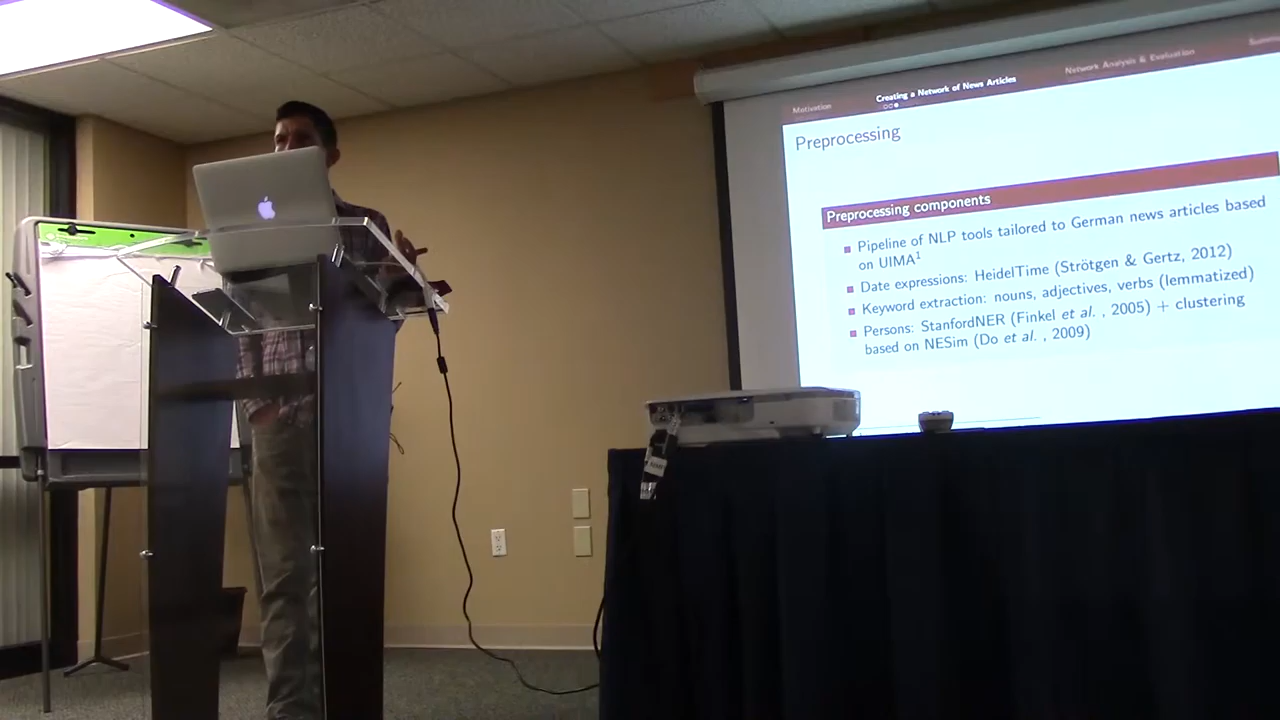 Motivation
Creating a Network of News Articles
Network Analysis & Evaluation
Preprocessing
Preprocessing components
Pipeline of NLP tools tailored to German news articles based
on UIMA¹
Date expressions: HeidelTime (Strötgen & Gertz, 2012)
Keyword extraction: nouns, adjectives, verbs (lemmatized)
Persons: StanfordNER (Finkel et al. , 2005) + clustering
based on NESim (Do et al. , 2009)